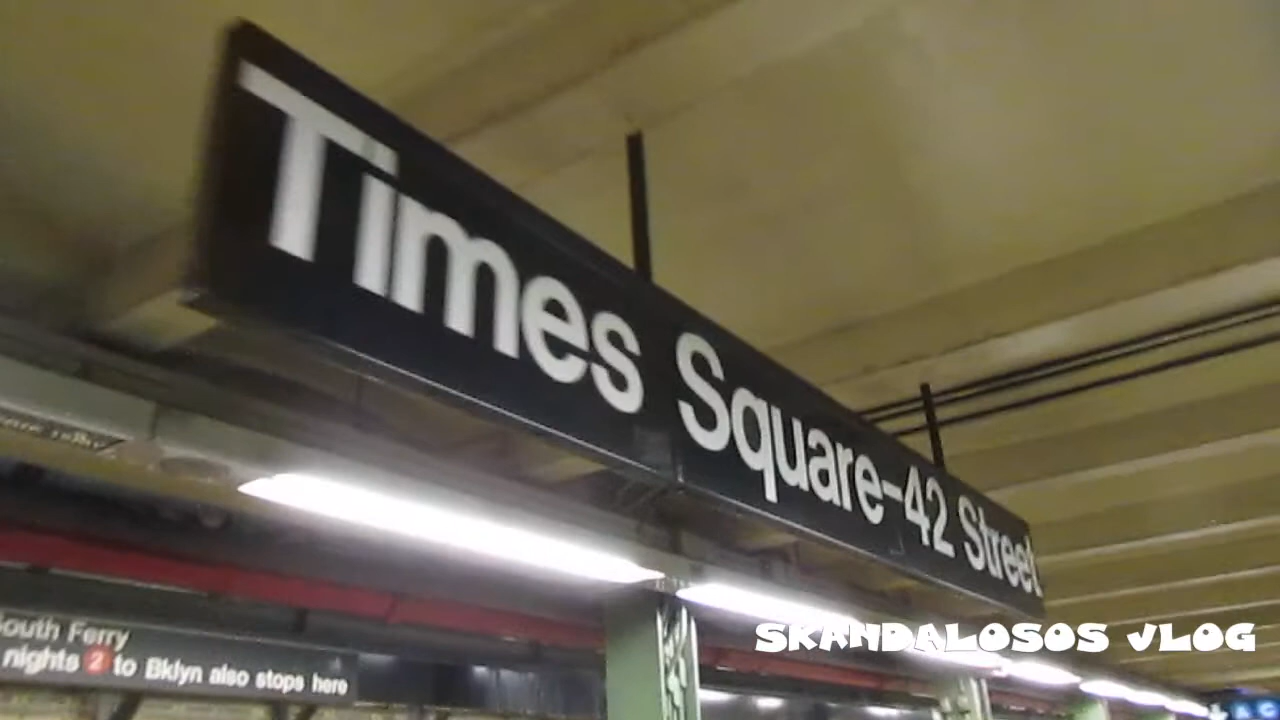 Times Square-42 Street
South Ferry
nights 2 to Bklyn also stops here
SKANDALOSOS VLOG
A C